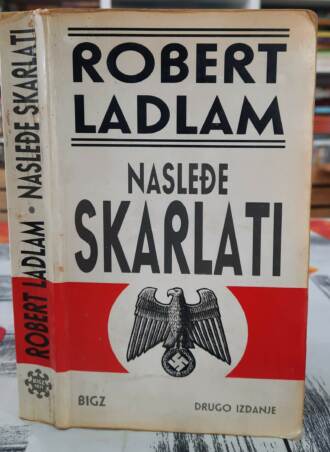 ROBERT
LADLAM
NASLEĐE
SKARLATI
BIGZ
DRUGO IZDANJE
ROBERT LADLAM • NASLEĐE SKARLATI